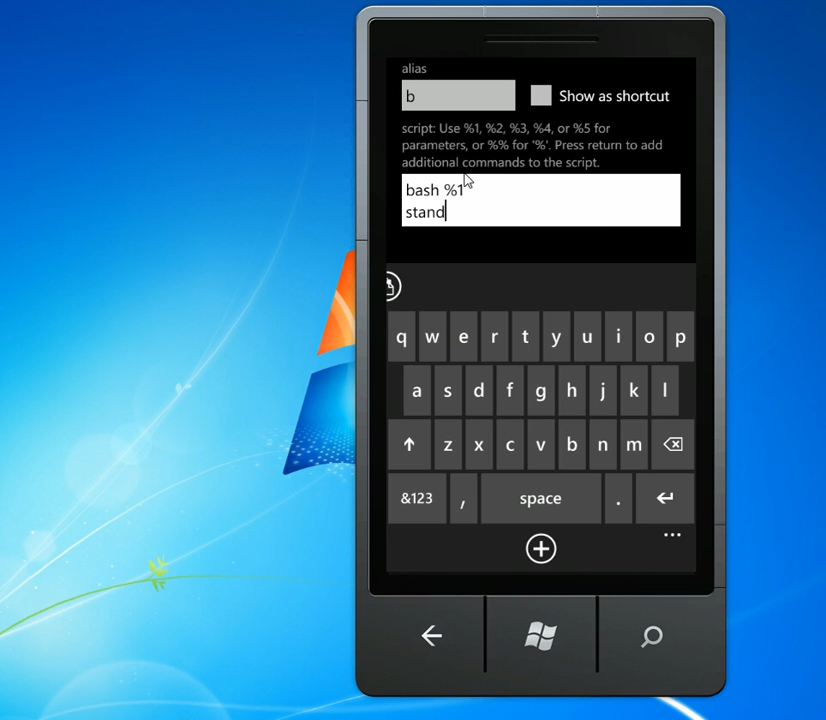 alias
b
Show as shortcut
script: Use %1, %2, %3, %4, or %5 for
parameters, or %% for '%'. Press return to add
additional commands to the script.
bash %1
stand
q w e r t y u i o p
a s d f g h j k l
z x c v b n m
&123 , space .
...